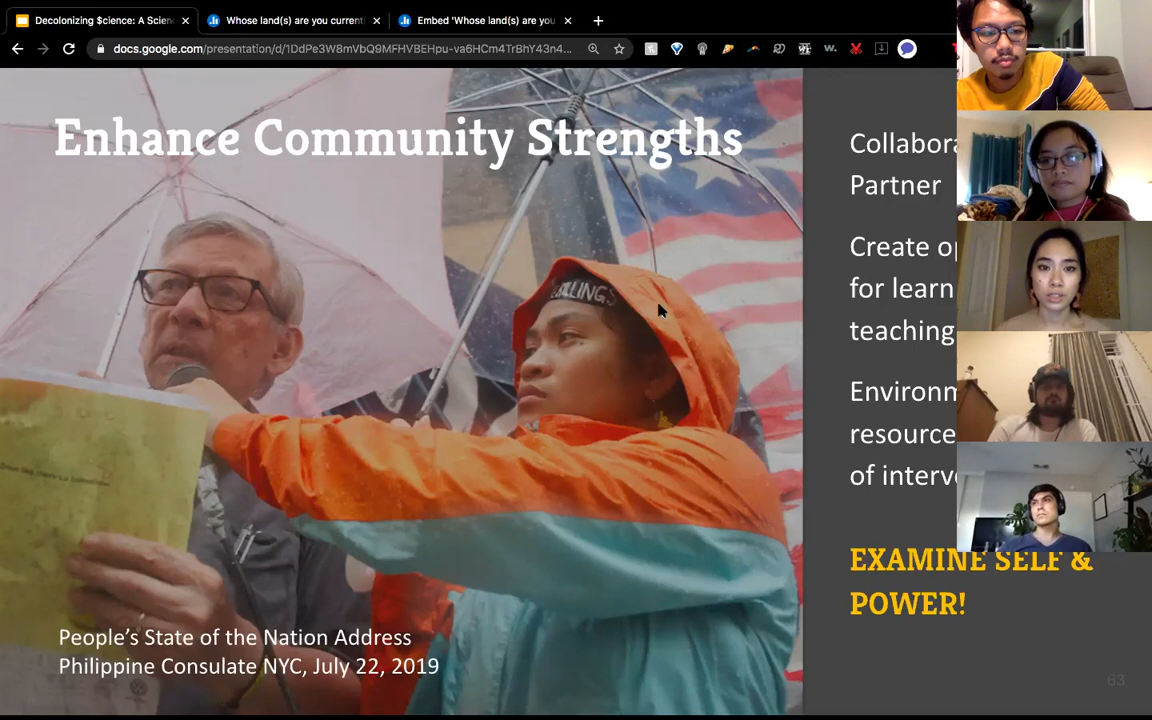 Decolonizing $cience: A Scien
Whose land(s) are you current
Embed 'Whose land(s) are you
docs.google.com/presentation/d/1DdPe3W8mVbQ9MFHVBEHpu-va6HCm4TrBhY43n4...
Enhance Community Strengths
Collabora
Partner
Create op
for learn
teaching
Environm
resource
of interve
EXAMINE SELF &
POWER!
People's State of the Nation Address
Philippine Consulate NYC, July 22, 2019
63